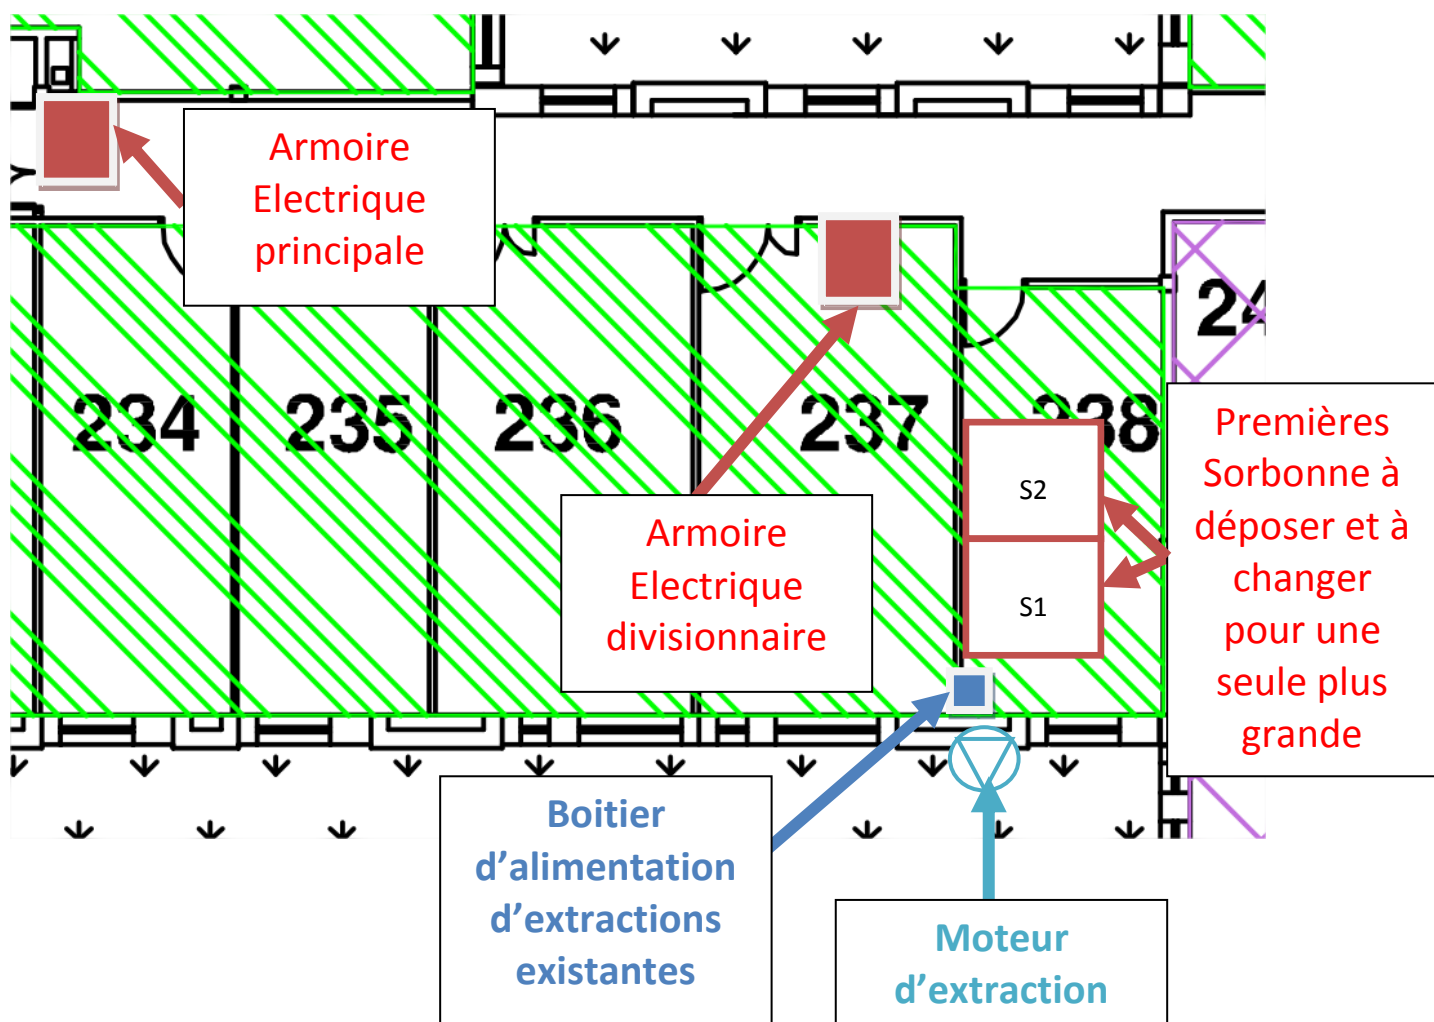 Armoire
Electrique
principale
24
234
235
236
237
238
Premières
Sorbonne à
déposer et à
changer
pour une
seule plus
grande
S2
S1
Armoire
Electrique
divisionnaire
Boitier
d’alimentation
d’extractions
existantes
Moteur
d’extraction